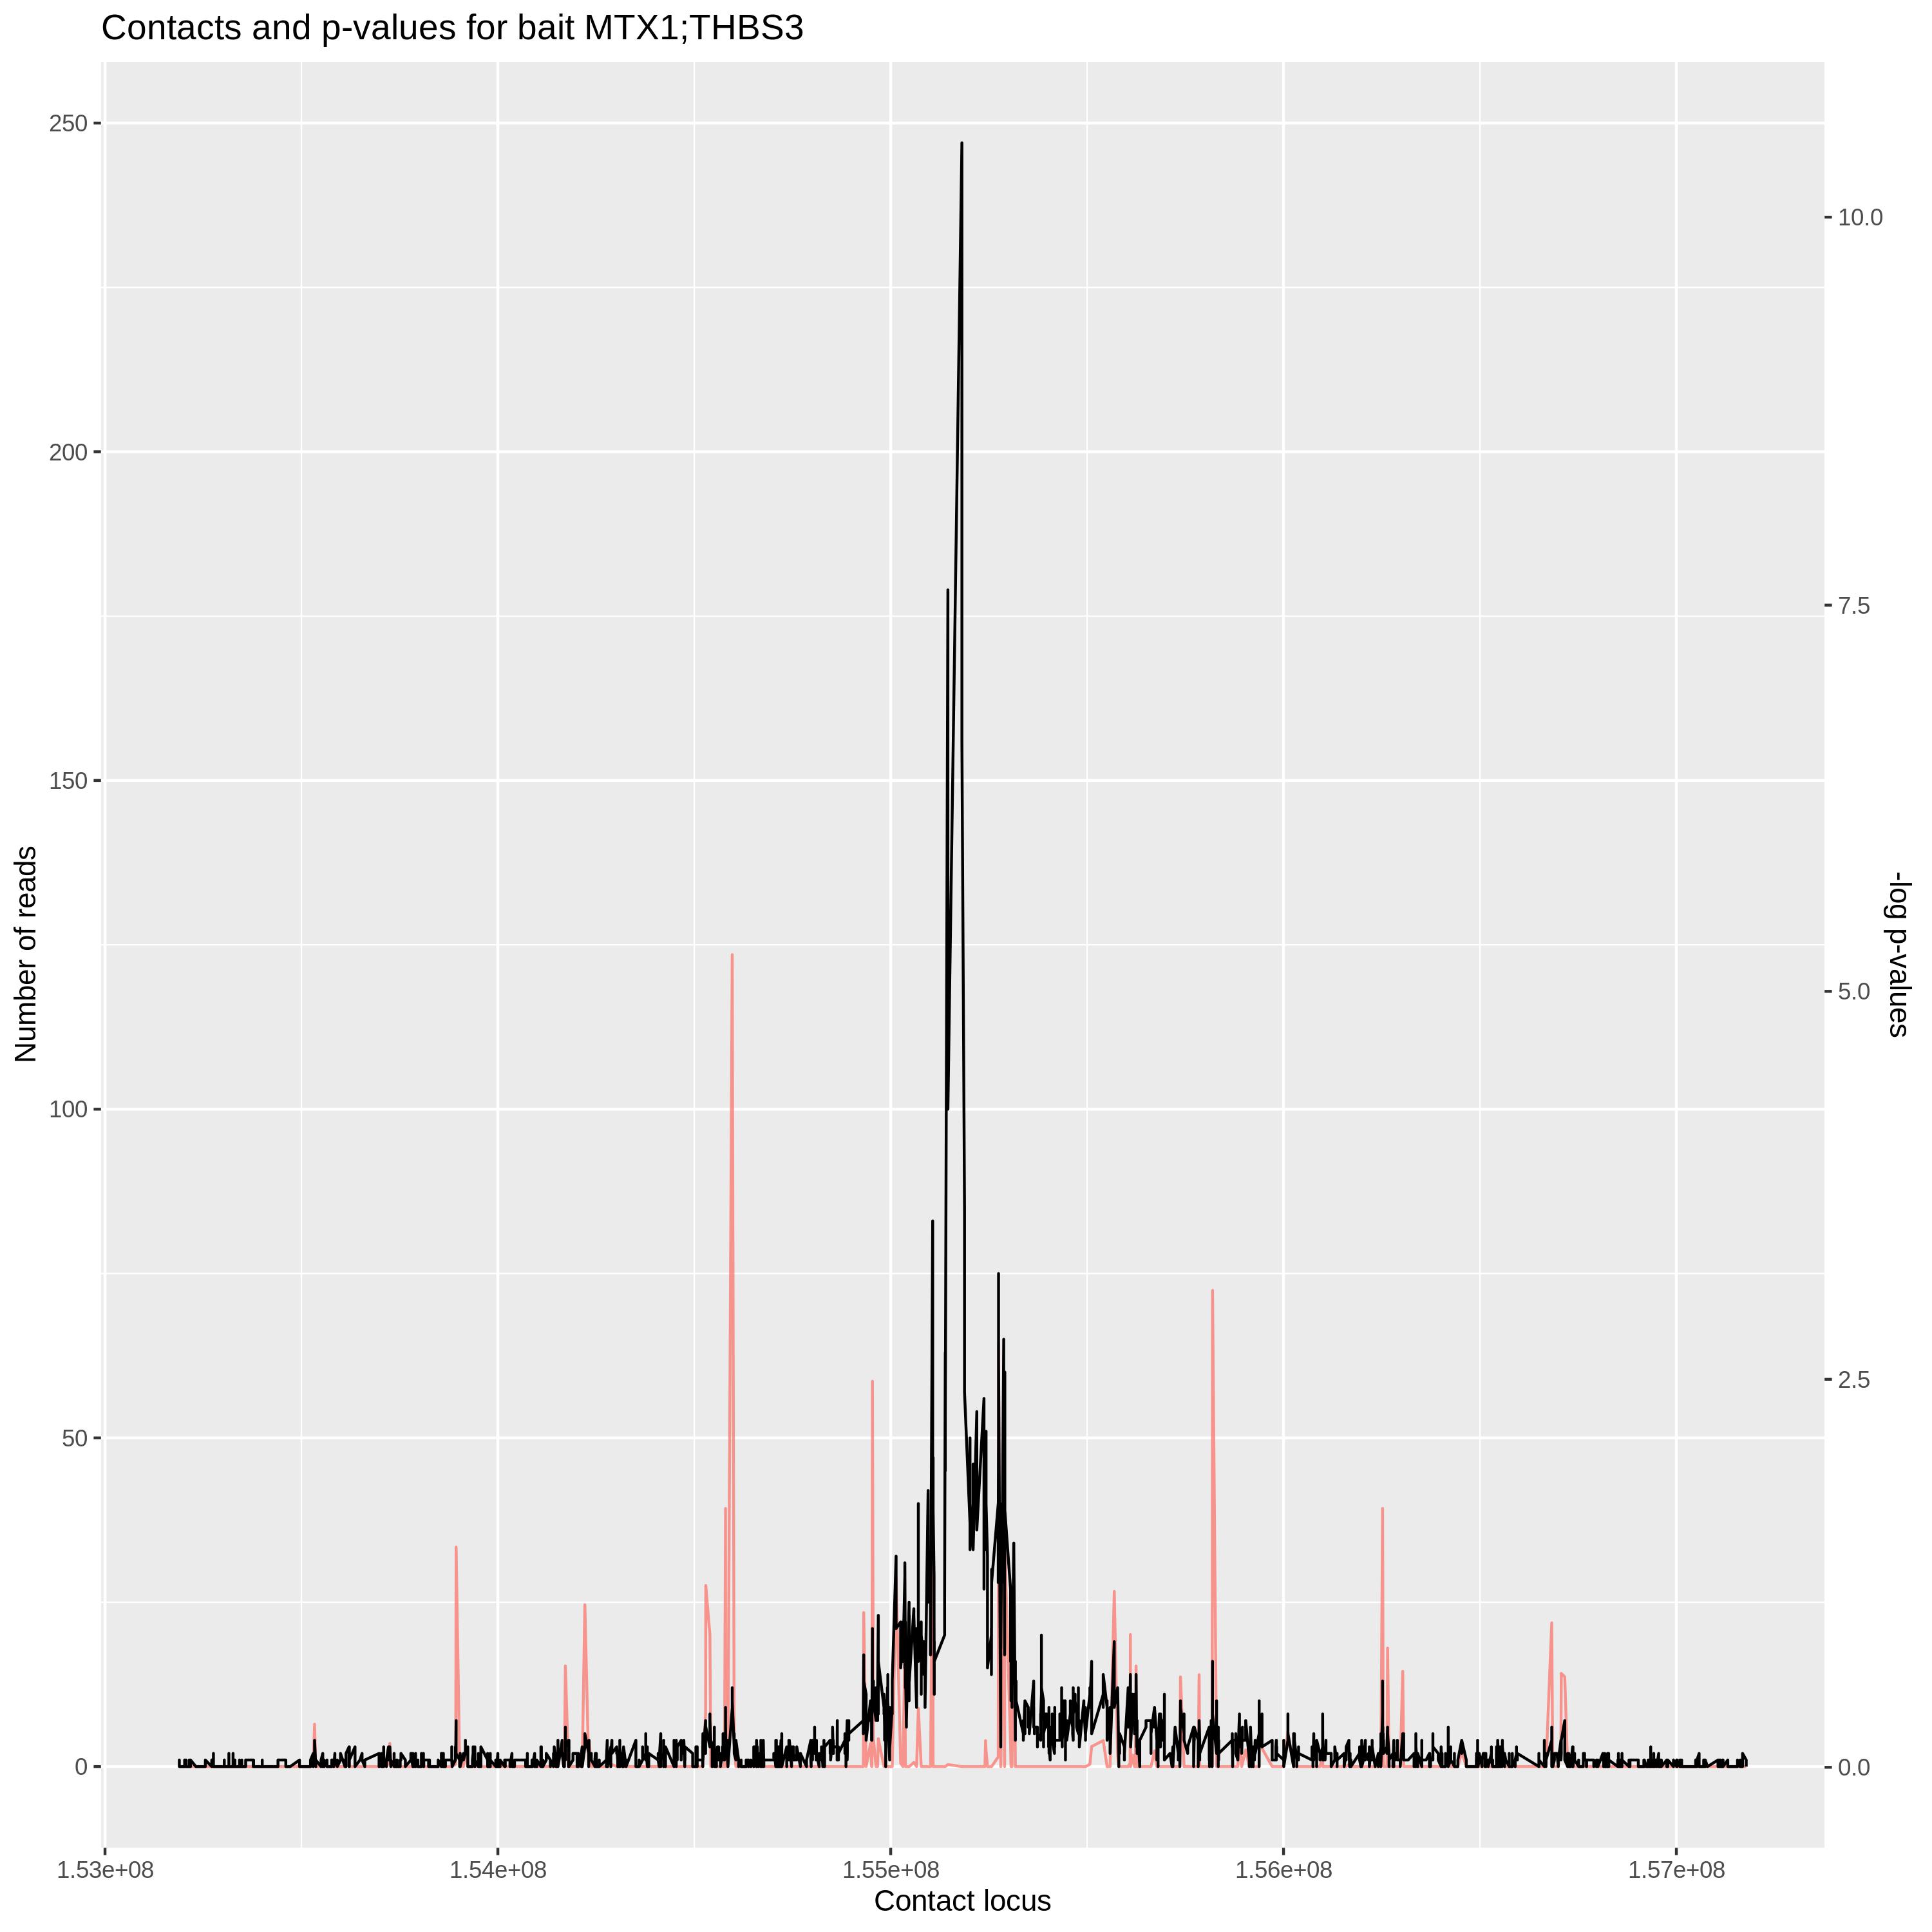 Contacts and p-values for bait MTX1;THBS3
250
200
150
100
50
0
Number of reads
10.0
7.5
5.0
2.5
0.0
-log p-values
1.53e+08
1.54e+08
1.55e+08
1.56e+08
1.57e+08
Contact locus